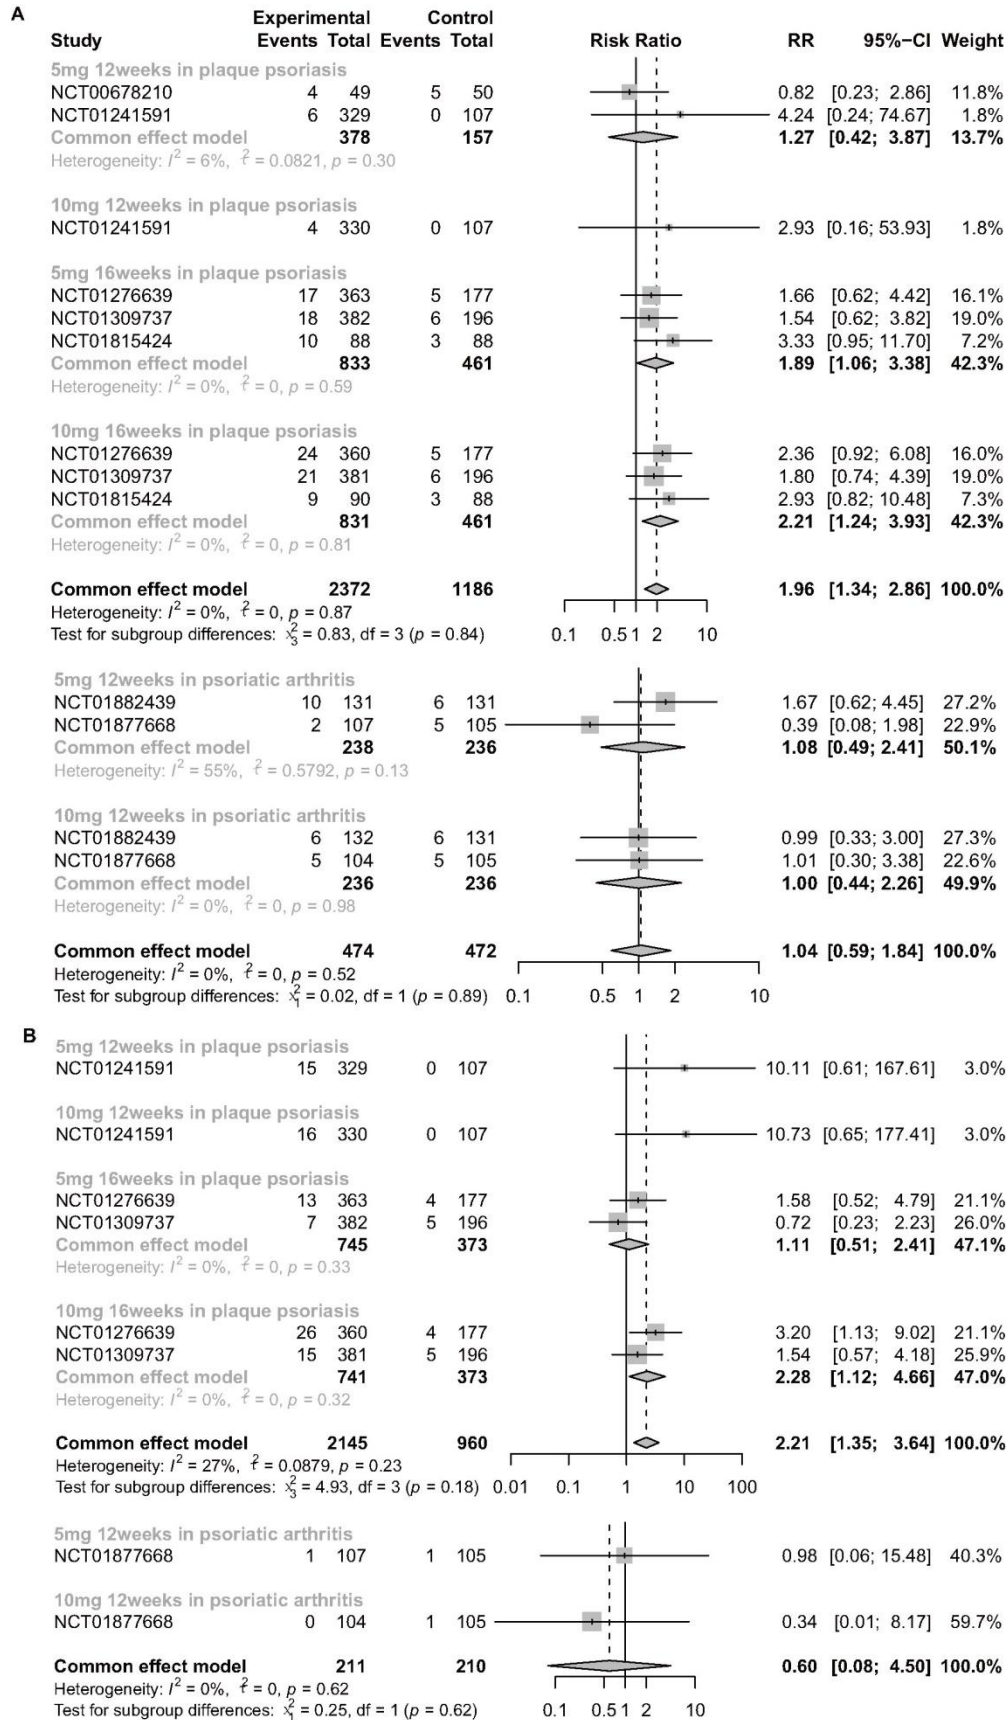 A
Experimental Control
Study Events Total Events Total Risk Ratio RR 95%−CI Weight
5mg 12weeks in plaque psoriasis
NCT00678210 4 49 5 50 0.82 [0.23; 2.86] 11.8%
NCT01241591 6 329 0 107 4.24 [0.24; 74.67] 1.8%
Common effect model 378 157 1.27 [0.42; 3.87] 13.7%
Heterogeneity: I² = 6%, τ² = 0.0821, p = 0.30
10mg 12weeks in plaque psoriasis
NCT01241591 4 330 0 107 2.93 [0.16; 53.93] 1.8%
5mg 16weeks in plaque psoriasis
NCT01276639 17 363 5 177 1.66 [0.62; 4.42] 16.1%
NCT01309737 18 382 6 196 1.54 [0.62; 3.82] 19.0%
NCT01815424 10 88 3 88 3.33 [0.95; 11.70] 7.2%
Common effect model 833 461 1.89 [1.06; 3.38] 42.3%
Heterogeneity: I² = 0%, τ² = 0, p = 0.59
10mg 16weeks in plaque psoriasis
NCT01276639 24 360 5 177 2.36 [0.92; 6.08] 16.0%
NCT01309737 21 381 6 196 1.80 [0.74; 4.39] 19.0%
NCT01815424 9 90 3 88 2.93 [0.82; 10.48] 7.3%
Common effect model 831 461 2.21 [1.24; 3.93] 42.3%
Heterogeneity: I² = 0%, τ² = 0, p = 0.81
Common effect model 2372 1186 1.96 [1.34; 2.86] 100.0%
Heterogeneity: I² = 0%, τ² = 0, p = 0.87
Test for subgroup differences: χ²₃ = 0.83, df = 3 (p = 0.84)
0.1 0.5 1 2 10
5mg 12weeks in psoriatic arthritis
NCT01882439 10 131 6 131 1.67 [0.62; 4.45] 27.2%
NCT01877668 2 107 5 105 0.39 [0.08; 1.98] 22.9%
Common effect model 238 236 1.08 [0.49; 2.41] 50.1%
Heterogeneity: I² = 55%, τ² = 0.5792, p = 0.13
10mg 12weeks in psoriatic arthritis
NCT01882439 6 132 6 131 0.99 [0.33; 3.00] 27.3%
NCT01877668 5 104 5 105 1.01 [0.30; 3.38] 22.6%
Common effect model 236 236 1.00 [0.44; 2.26] 49.9%
Heterogeneity: I² = 0%, τ² = 0, p = 0.98
Common effect model 474 472 1.04 [0.59; 1.84] 100.0%
Heterogeneity: I² = 0%, τ² = 0, p = 0.52
Test for subgroup differences: χ²₁ = 0.02, df = 1 (p = 0.89)
0.1 0.5 1 2 10
B
5mg 12weeks in plaque psoriasis
NCT01241591 15 329 0 107 10.11 [0.61; 167.61] 3.0%
10mg 12weeks in plaque psoriasis
NCT01241591 16 330 0 107 10.73 [0.65; 177.41] 3.0%
5mg 16weeks in plaque psoriasis
NCT01276639 13 363 4 177 1.58 [0.52; 4.79] 21.1%
NCT01309737 7 382 5 196 0.72 [0.23; 2.23] 26.0%
Common effect model 745 373 1.11 [0.51; 2.41] 47.1%
Heterogeneity: I² = 0%, τ² = 0, p = 0.33
10mg 16weeks in plaque psoriasis
NCT01276639 26 360 4 177 3.20 [1.13; 9.02] 21.1%
NCT01309737 15 381 5 196 1.54 [0.57; 4.18] 25.9%
Common effect model 741 373 2.28 [1.12; 4.66] 47.0%
Heterogeneity: I² = 0%, τ² = 0, p = 0.32
Common effect model 2145 960 2.21 [1.35; 3.64] 100.0%
Heterogeneity: I² = 27%, τ² = 0.0879, p = 0.23
Test for subgroup differences: χ²₃ = 4.93, df = 3 (p = 0.18)
0.01 0.1 1 10 100
5mg 12weeks in psoriatic arthritis
NCT01877668 1 107 1 105 0.98 [0.06; 15.48] 40.3%
10mg 12weeks in psoriatic arthritis
NCT01877668 0 104 1 105 0.34 [0.01; 8.17] 59.7%
Common effect model 211 210 0.60 [0.08; 4.50] 100.0%
Heterogeneity: I² = 0%, τ² = 0, p = 0.62
Test for subgroup differences: χ²₁ = 0.25, df = 1 (p = 0.62)
0.1 0.5 1 2 10